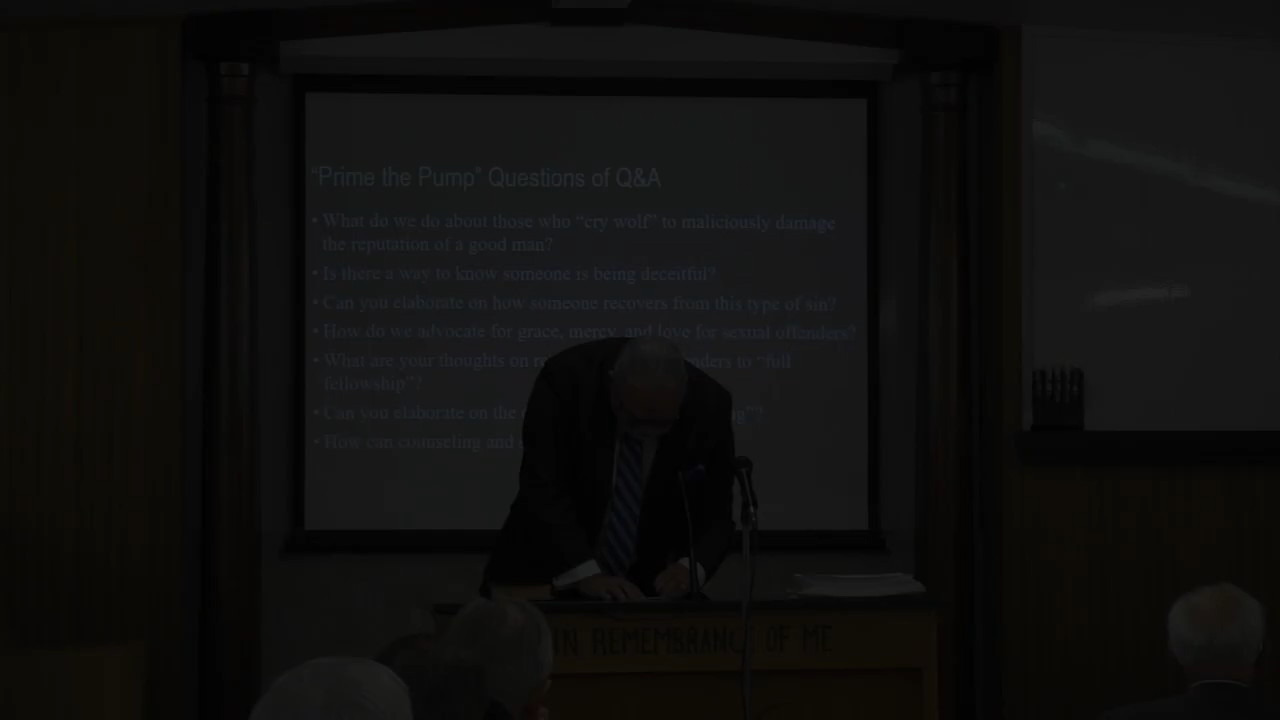 "Prime the Pump" Questions of Q&A
• What do we do about those who "cry wolf" to maliciously damage
the reputation of a good man?
• Is there a way to know someone is being deceitful?
• Can you elaborate on how someone recovers from this type of sin?
• How do we advocate for grace, mercy, and love for sexual offenders?
• What are your thoughts on to "full
fellowship"?
• Can you elaborate on the
• How can counseling and
IN REMEMBRANCE OF ME